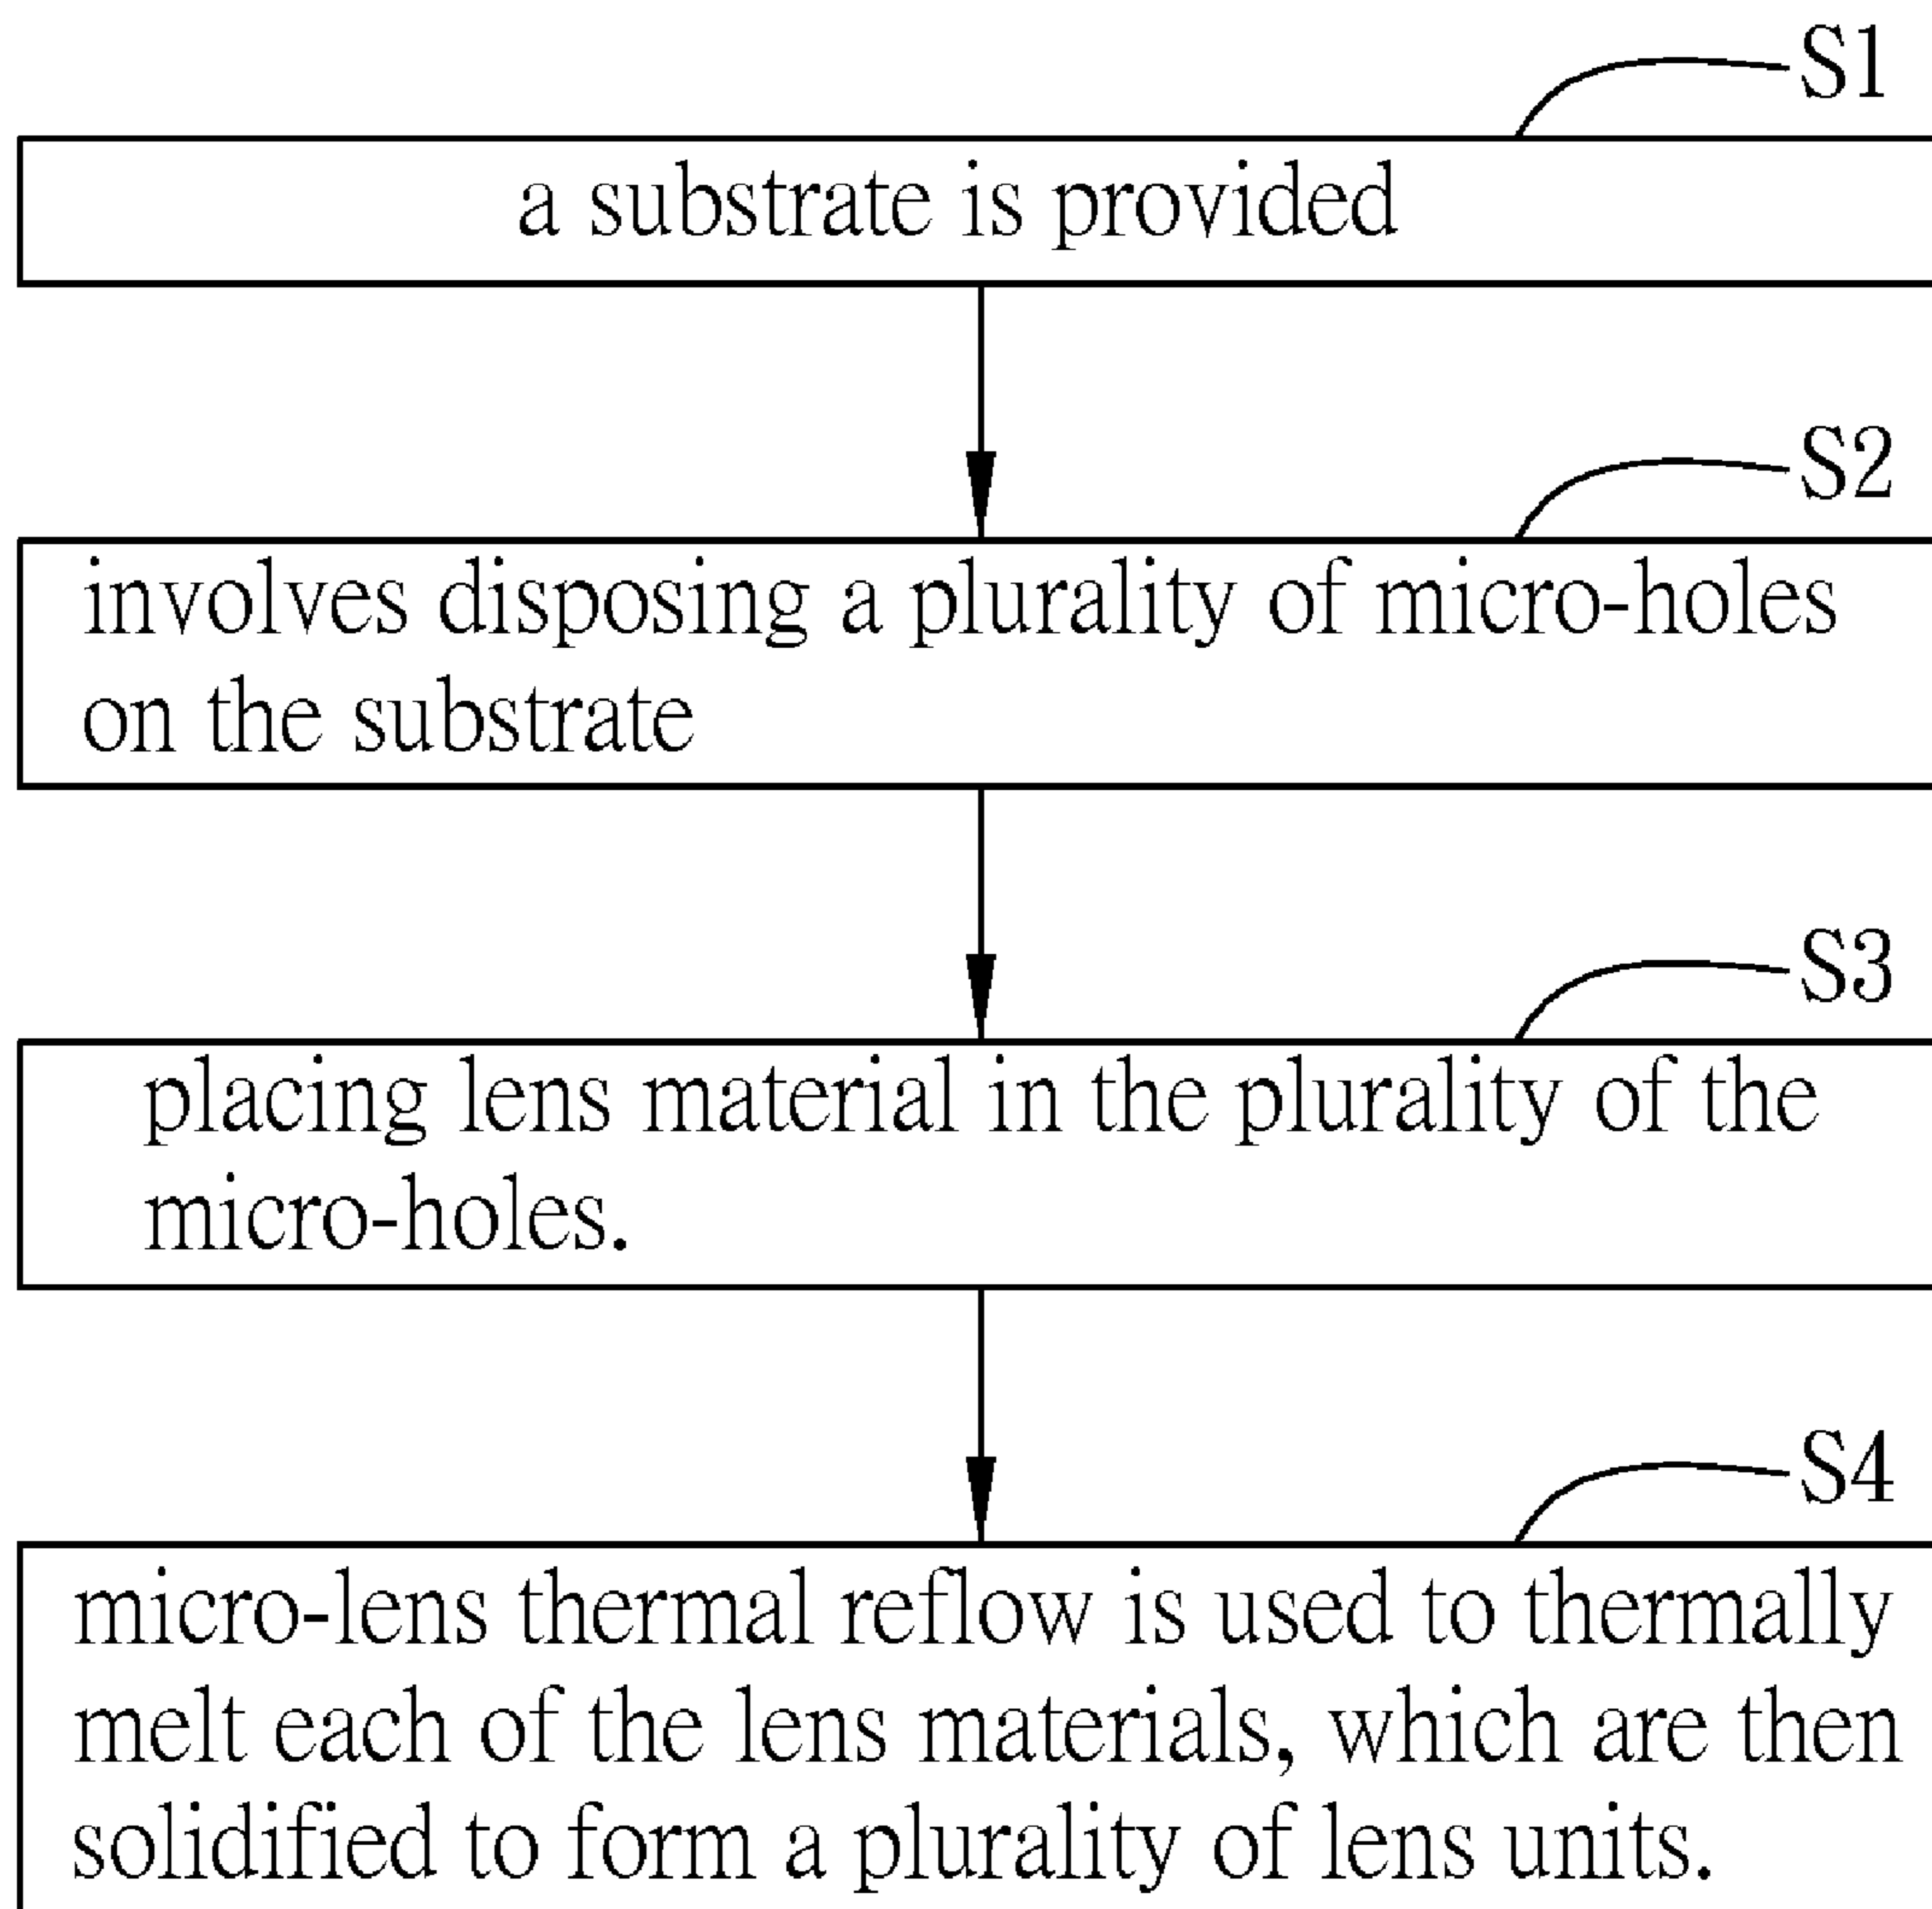 S1
a substrate is provided
S2
involves disposing a plurality of micro-holes
on the substrate
S3
placing lens material in the plurality of the
micro-holes.
S4
micro-lens thermal reflow is used to thermally
melt each of the lens materials, which are then
solidified to form a plurality of lens units.